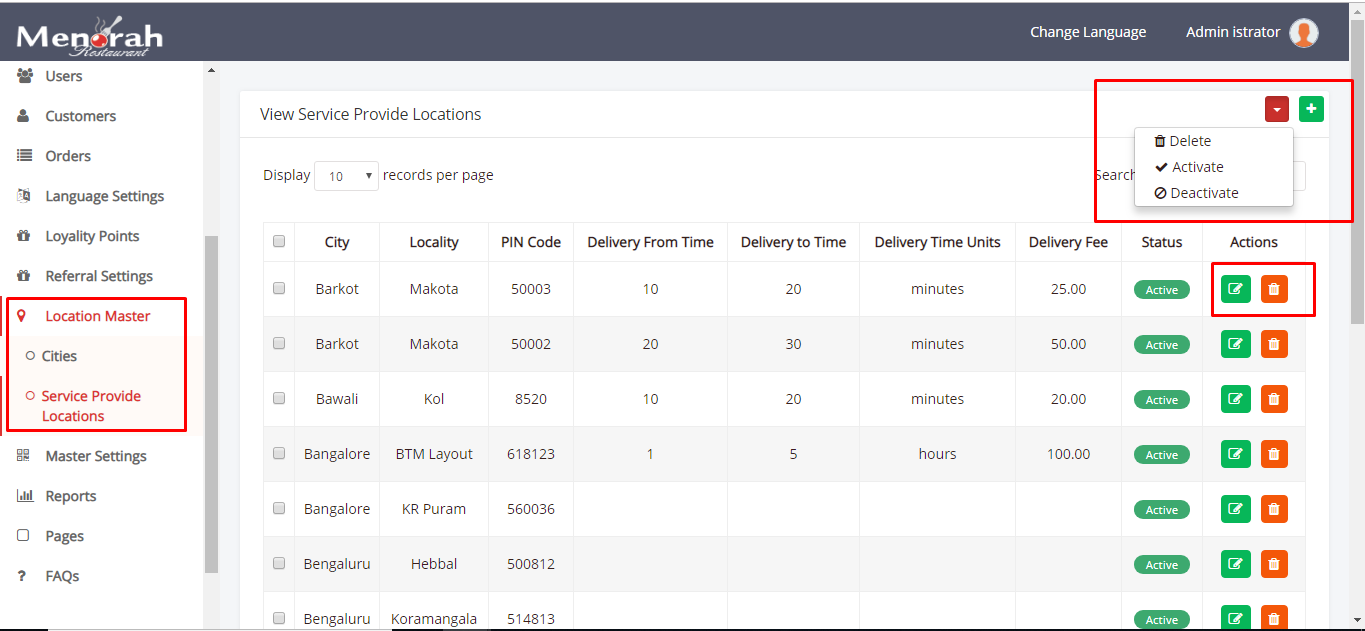 Menorah
Restaurant
Change Language
Admin istrator
Users
Customers
Orders
Language Settings
Loyality Points
Referral Settings
Location Master
Cities
Service Provide
Locations
Master Settings
Reports
Pages
? FAQs
View Service Provide Locations
Delete
Activate
Deactivate
Display 10 records per page
Search
City Locality PIN Code Delivery From Time Delivery to Time Delivery Time Units Delivery Fee Status Actions
Barkot Makota 50003 10 20 minutes 25.00 Active
Barkot Makota 50002 20 30 minutes 50.00 Active
Bawali Kol 8520 10 20 minutes 20.00 Active
Bangalore BTM Layout 618123 1 5 hours 100.00 Active
Bangalore KR Puram 560036 Active
Bengaluru Hebbal 500812 Active
Bengaluru Koramangala 514813 Active